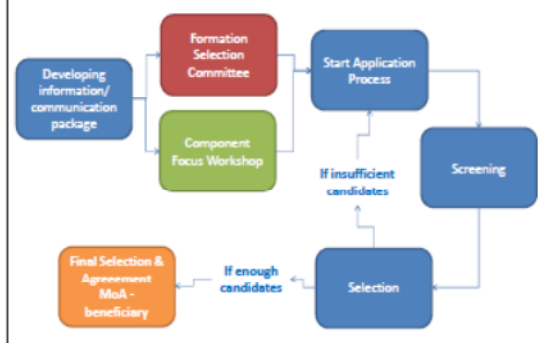 Formation
Selection
Committee
Developing
information/
communication
package
Start Application
Process
Component
Focus Workshop
If insufficient
candidates
Screening
Final Selection &
Agreeement
MoA -
beneficiary
If enough
candidates
Selection